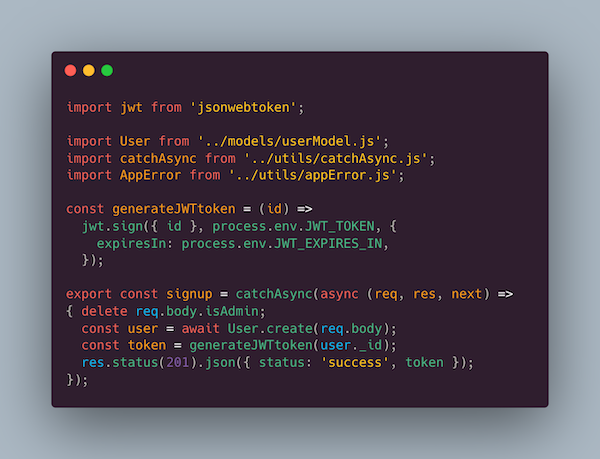 import jwt from 'jsonwebtoken';
import User from '../models/userModel.js';
import catchAsync from '../utils/catchAsync.js';
import AppError from '../utils/appError.js';
const generateJWTtoken = (id) =>
jwt.sign({ id }, process.env.JWT_TOKEN, {
expiresIn: process.env.JWT_EXPIRES_IN,
});
export const signup = catchAsync(async (req, res, next) =>
{ delete req.body.isAdmin;
const user = await User.create(req.body);
const token = generateJWTtoken(user._id);
res.status(201).json({ status: 'success', token });
});